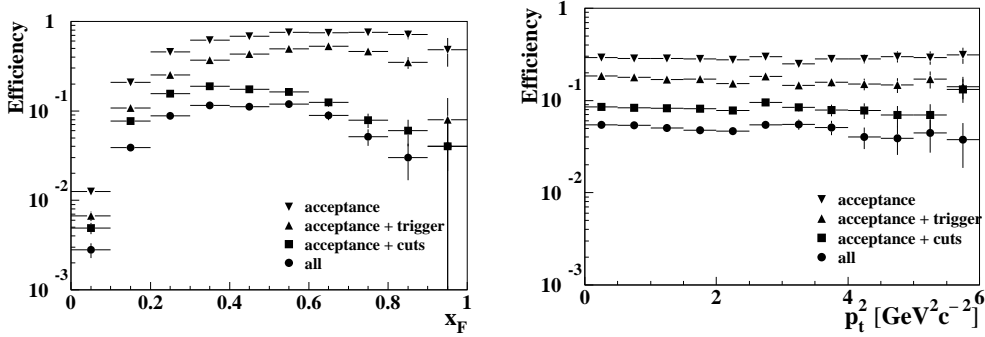 Efficiency
1
10^-1
10^-2
10^-3
acceptance
acceptance + trigger
acceptance + cuts
all
0 0.2 0.4 0.6 0.8 1
x_F
Efficiency
1
10^-1
10^-2
10^-3
acceptance
acceptance + trigger
acceptance + cuts
all
0 2 4 6
p_t^2 [GeV^2c^-2]